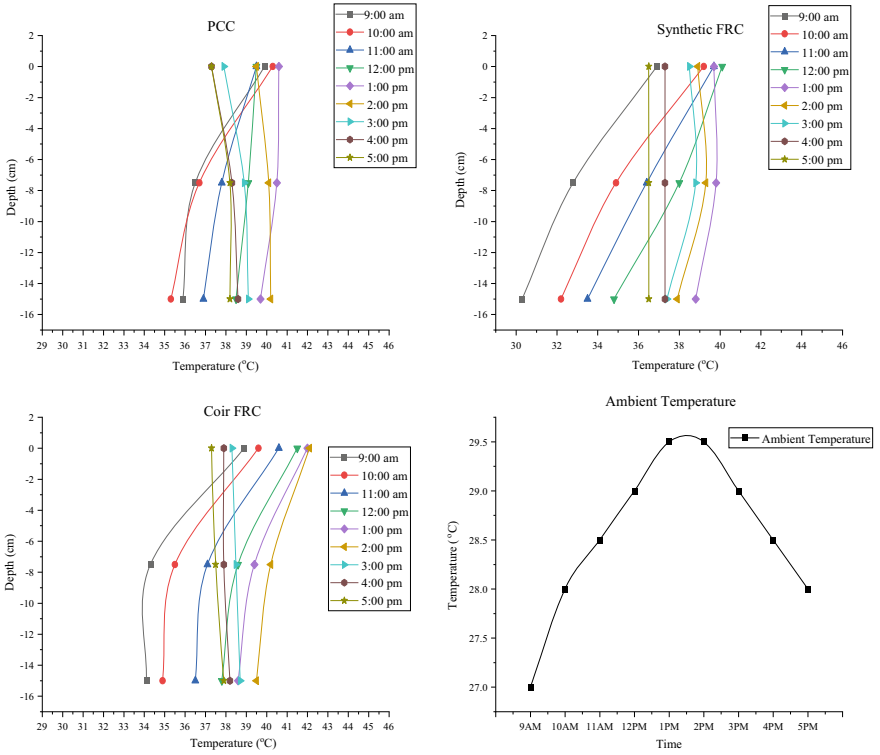 PCC
9:00 am
10:00 am
11:00 am
12:00 pm
1:00 pm
2:00 pm
3:00 pm
4:00 pm
5:00 pm
2
0
-2
-4
-6
-8
-10
-12
-14
-16
Depth (cm)
29 30 31 32 33 34 35 36 37 38 39 40 41 42 43 44 45 46
Temperature (°C)
Synthetic FRC
9:00 am
10:00 am
11:00 am
12:00 pm
1:00 pm
2:00 pm
3:00 pm
4:00 pm
5:00 pm
2
0
-2
-4
-6
-8
-10
-12
-14
-16
Depth (cm)
30 32 34 36 38 40 42 44 46
Temperature (°C)
Coir FRC
9:00 am
10:00 am
11:00 am
12:00 pm
1:00 pm
2:00 pm
3:00 pm
4:00 pm
5:00 pm
2
0
-2
-4
-6
-8
-10
-12
-14
-16
Depth (cm)
29 30 31 32 33 34 35 36 37 38 39 40 41 42 43 44 45 46
Temperature (°C)
Ambient Temperature
Ambient Temperature
29.5
29.0
28.5
28.0
27.5
27.0
Temperature ( °C)
9AM 10AM 11AM 12PM 1PM 2PM 3PM 4PM 5PM
Time